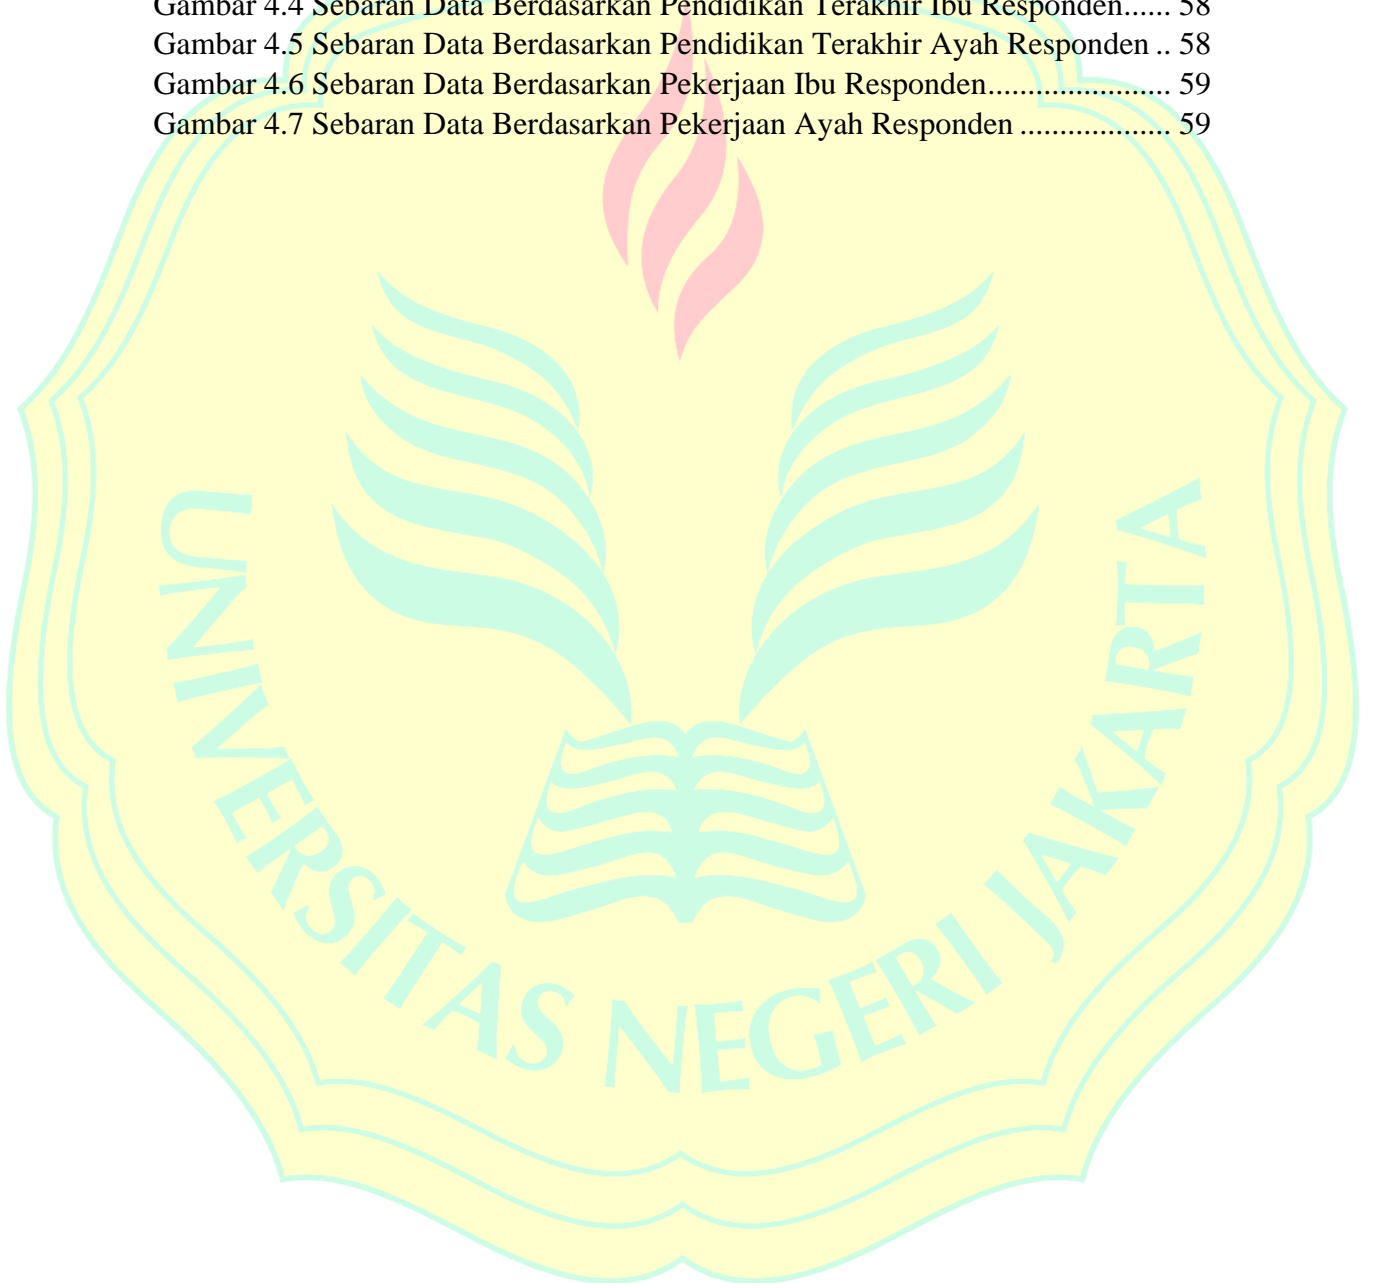 Gambar 4.4 Sebaran Data Berdasarkan Pendidikan Terakhir Ibu Responden...... 58
Gambar 4.5 Sebaran Data Berdasarkan Pendidikan Terakhir Ayah Responden .. 58
Gambar 4.6 Sebaran Data Berdasarkan Pekerjaan Ibu Responden....................... 59
Gambar 4.7 Sebaran Data Berdasarkan Pekerjaan Ayah Responden ................... 59
UNIVERSITAS NEGERI JAKARTA